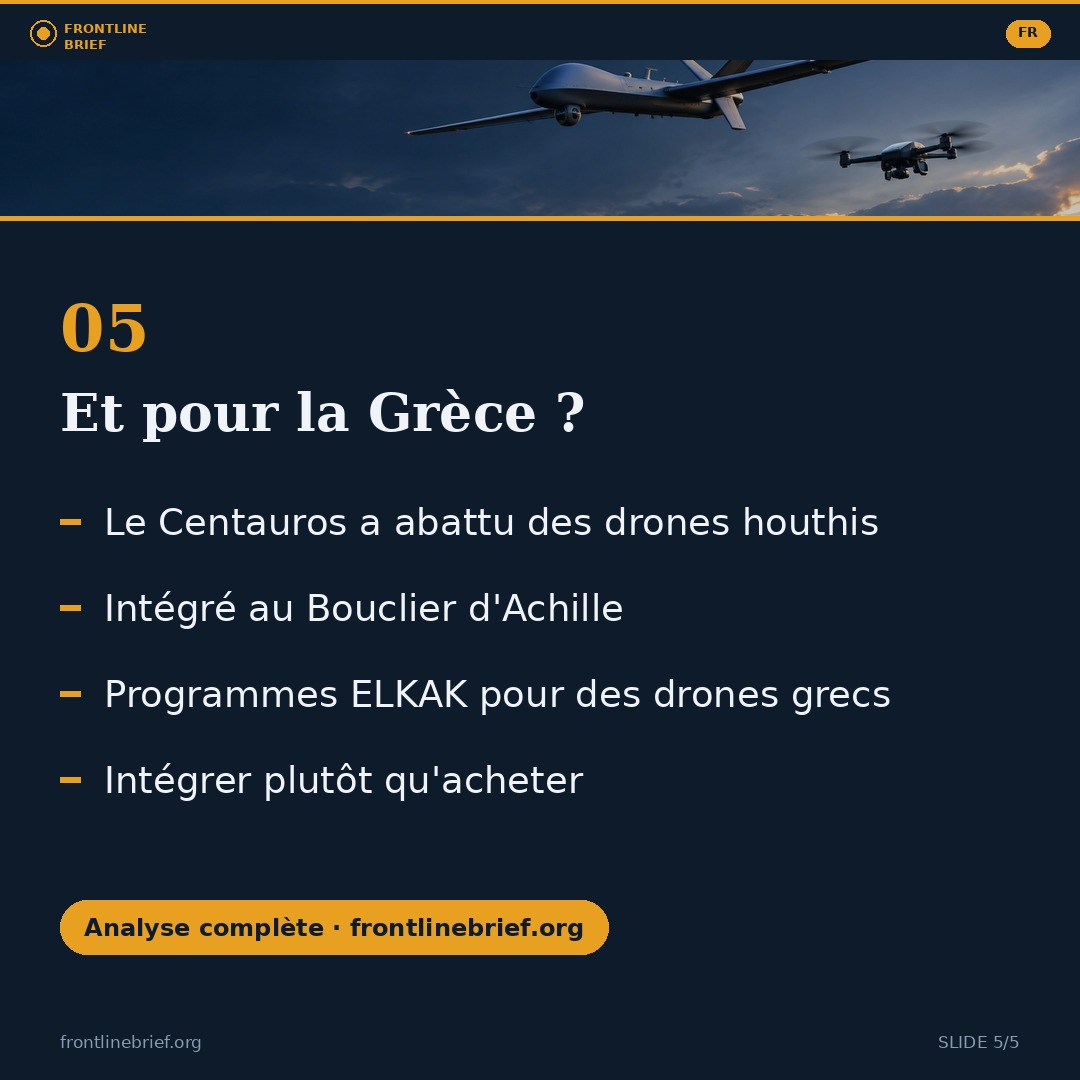 FRONTLINE
BRIEF
FR
05
Et pour la Grèce ?
Le Centauros a abattu des drones houthis
Intégré au Bouclier d'Achille
Programmes ELKAK pour des drones grecs
Intégrer plutôt qu'acheter
Analyse complète · frontlinebrief.org
frontlinebrief.org
SLIDE 5/5